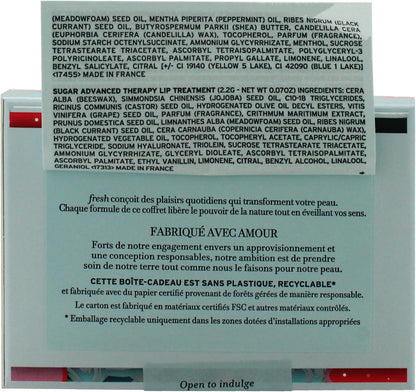 (MEADOWFOAM) SEED OIL, MENTHA PIPERITA (PEPPERMINT) OIL, RIBES NIGRUM (BLACK
CURRANT) SEED OIL, BUTYROSPERMUM PARKII (SHEA) BUTTER, CANDELILLA CERA
(EUPHORBIA CERIFERA (CANDELILLA) WAX), TOCOPHEROL, PARFUM (FRAGRANCE),
SODIUM STARCH OCTENYLSUCCINATE, AMMONIUM GLYCYRRHIZATE, MENTHOL, SUCROSE
TETRASTEARATE TRIACETATE, ASCORBYL TETRAISOPALMITATE, POLYGLYCERYL-3
POLYRICINOLEATE, ASCORBYL PALMITATE, PROPYL GALLATE, LIMONENE, LINALOOL,
BENZYL SALICYLATE, CITRAL [+/- CI 19140 (YELLOW 5 LAKE), CI 42090 (BLUE 1 LAKE)]
<17455> MADE IN FRANCE
SUGAR ADVANCED THERAPY LIP TREATMENT (2.2G - NET WT 0.07OZ) INGREDIENTS: CERA
ALBA (BEESWAX), SIMMONDSIA CHINENSIS (JOJOBA) SEED OIL, C10-18 TRIGLYCERIDES,
RICINUS COMMUNIS (CASTOR) SEED OIL, HYDROGENATED OLIVE OIL DECYL ESTERS, VITIS
VINIFERA (GRAPE) SEED OIL, PARFUM (FRAGRANCE), CRITHMUM MARITIMUM EXTRACT,
PRUNUS DOMESTICA SEED OIL, LIMNANTHES ALBA (MEADOWFOAM) SEED OIL, RIBES NIGRUM
(BLACK CURRANT) SEED OIL, CERA CARNAUBA (COPERNICIA CERIFERA (CARNAUBA) WAX),
HYDROGENATED VEGETABLE OIL, TOCOPHEROL, TOCOPHERYL ACETATE, CAPRYLIC/CAPRIC
TRIGLYCERIDE, SODIUM HYALURONATE, TRIOLEIN, SUCROSE TETRASTEARATE TRIACETATE,
AMMONIUM GLYCYRRHIZATE, GLYCERYL DIOLEATE, ASCORBYL TETRAISOPALMITATE,
ASCORBYL PALMITATE, ETHYL VANILLIN, LIMONENE, CITRAL, BENZYL ALCOHOL, LINALOOL,
GERANIOL <17313> MADE IN FRANCE
fresh conçoit des plaisirs quotidiens qui transforment votre peau.
Chaque formule de ce coffret libère le pouvoir de la nature tout en éveillant vos sens.
FABRIQUÉ AVEC AMOUR
Forts de notre engagement envers un approvisionnement et
une conception responsables, notre ambition est de prendre
soin de notre terre tout comme nous le faisons pour notre peau.
CETTE BOÎTE-CADEAU EST SANS PLASTIQUE, RECYCLABLE*
et fabriquée avec du papier certifié provenant de forêts gérées de manière responsable.
Le carton est fabriqué en matériaux certifiés FSC et autres matériaux contrôlés.
* Emballage recyclable uniquement dans les zones dotées d'installations appropriées
Open to indulge